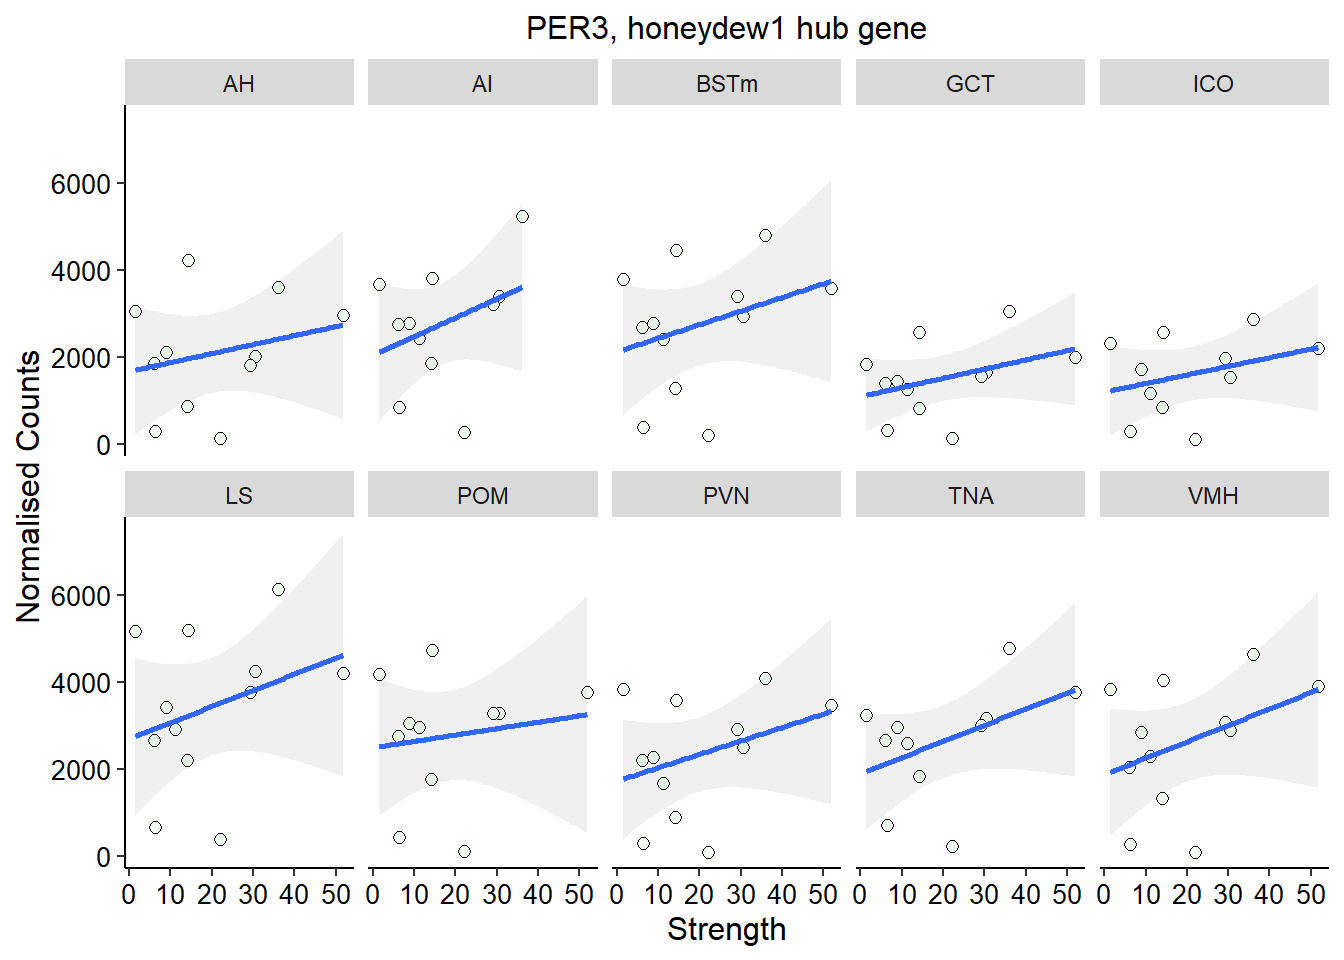 PER3, honeydew1 hub gene
AH AI BSTm GCT ICO
6000
4000
2000
0
LS POM PVN TNA VMH
6000
4000
2000
0
0 10 20 30 40 50 0 10 20 30 40 50 0 10 20 30 40 50 0 10 20 30 40 50 0 10 20 30 40 50
Strength
Normalised Counts